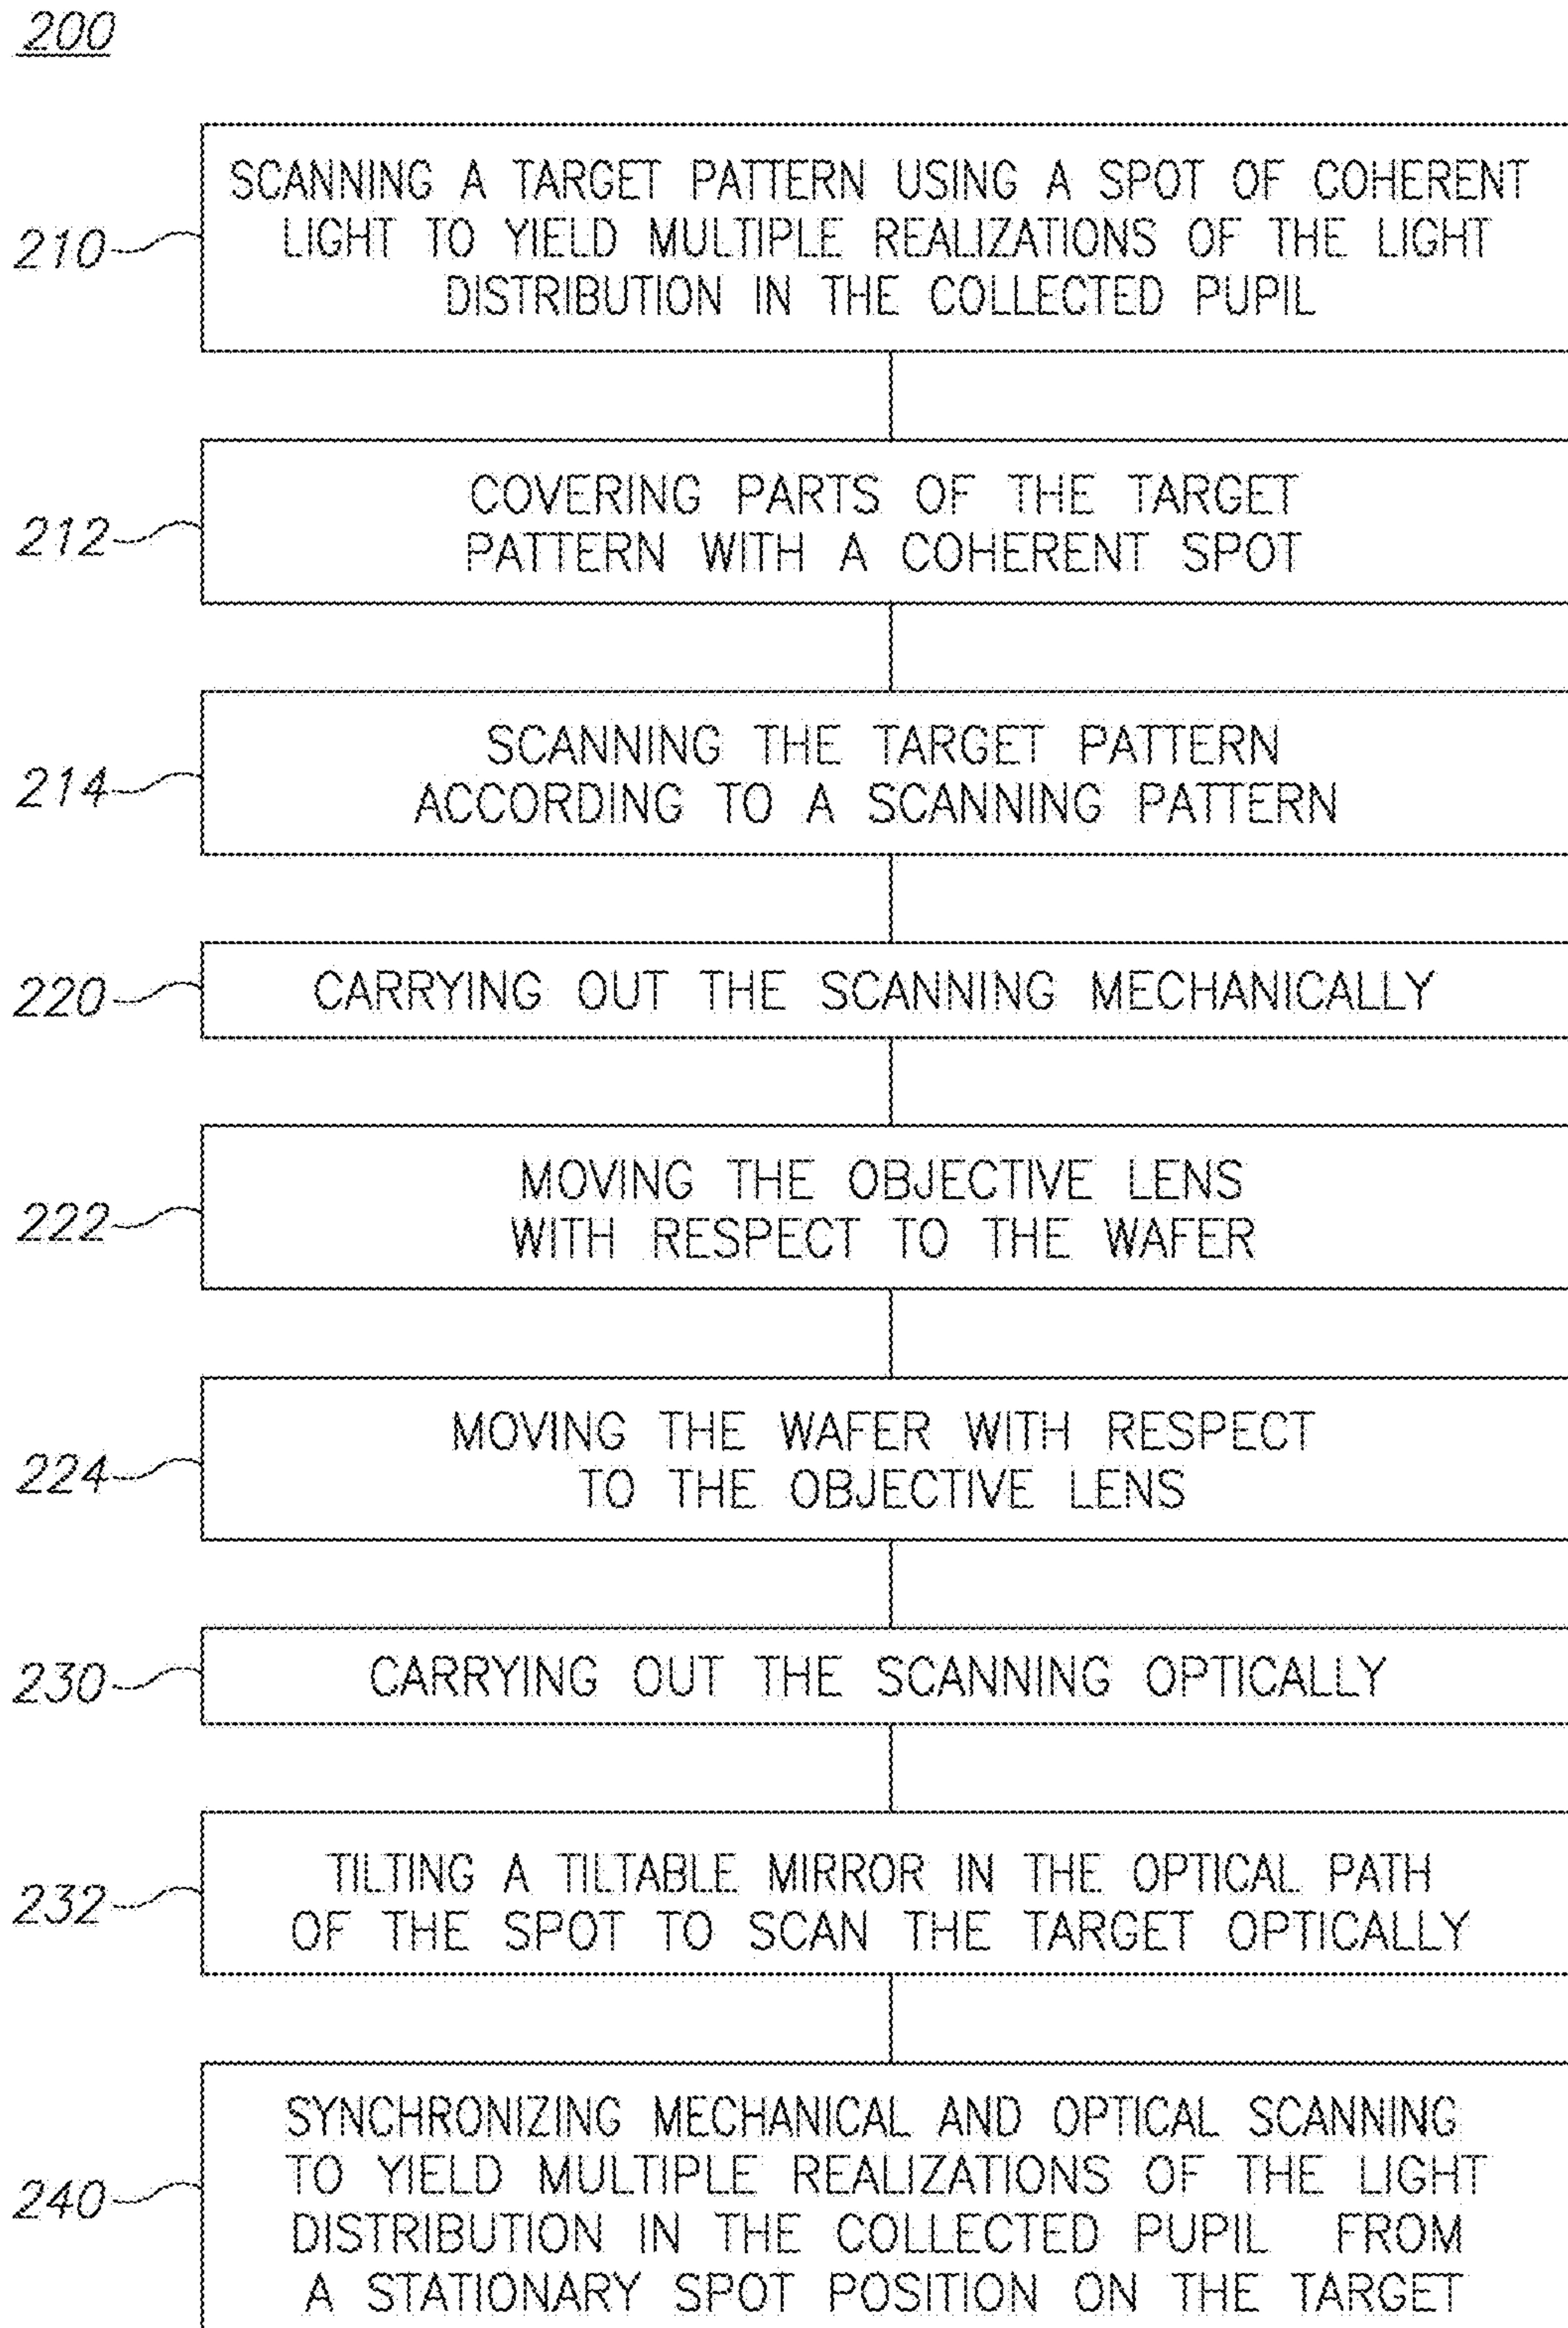 200
210
SCANNING A TARGET PATTERN USING A SPOT OF COHERENT
LIGHT TO YIELD MULTIPLE REALIZATIONS OF THE LIGHT
DISTRIBUTION IN THE COLLECTED PUPIL
212
COVERING PARTS OF THE TARGET
PATTERN WITH A COHERENT SPOT
214
SCANNING THE TARGET PATTERN
ACCORDING TO A SCANNING PATTERN
220
CARRYING OUT THE SCANNING MECHANICALLY
222
MOVING THE OBJECTIVE LENS
WITH RESPECT TO THE WAFER
224
MOVING THE WAFER WITH RESPECT
TO THE OBJECTIVE LENS
230
CARRYING OUT THE SCANNING OPTICALLY
232
TILTING A TILTABLE MIRROR IN THE OPTICAL PATH
OF THE SPOT TO SCAN THE TARGET OPTICALLY
240
SYNCHRONIZING MECHANICAL AND OPTICAL SCANNING
TO YIELD MULTIPLE REALIZATIONS OF THE LIGHT
DISTRIBUTION IN THE COLLECTED PUPIL FROM
A STATIONARY SPOT POSITION ON THE TARGET